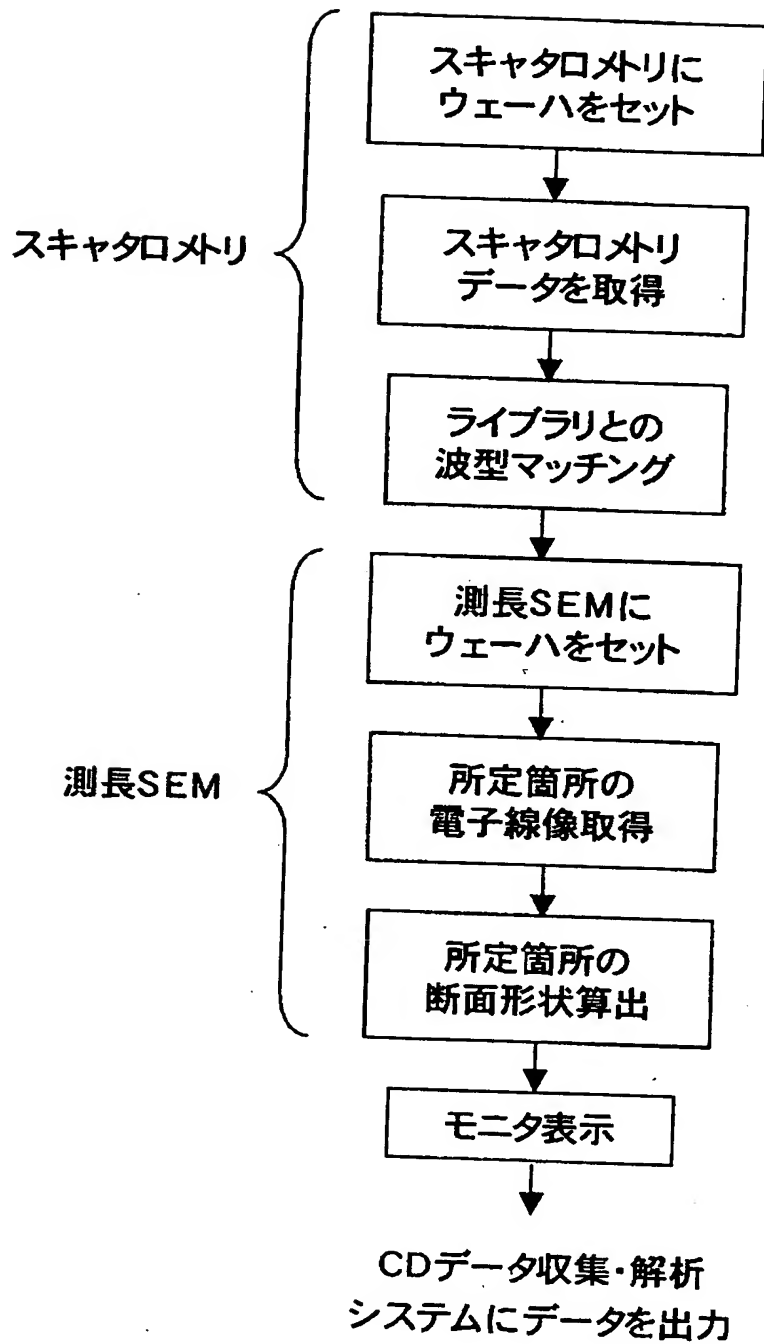 スキャタロメトリに
ウェーハをセット
スキャタロメトリ
スキャタロメトリ
データを取得
ライブラリとの
波型マッチング
測長SEMに
ウェーハをセット
測長SEM
所定箇所の
電子線像取得
所定箇所の
断面形状算出
モニタ表示
CDデータ収集・解析
システムにデータを出力